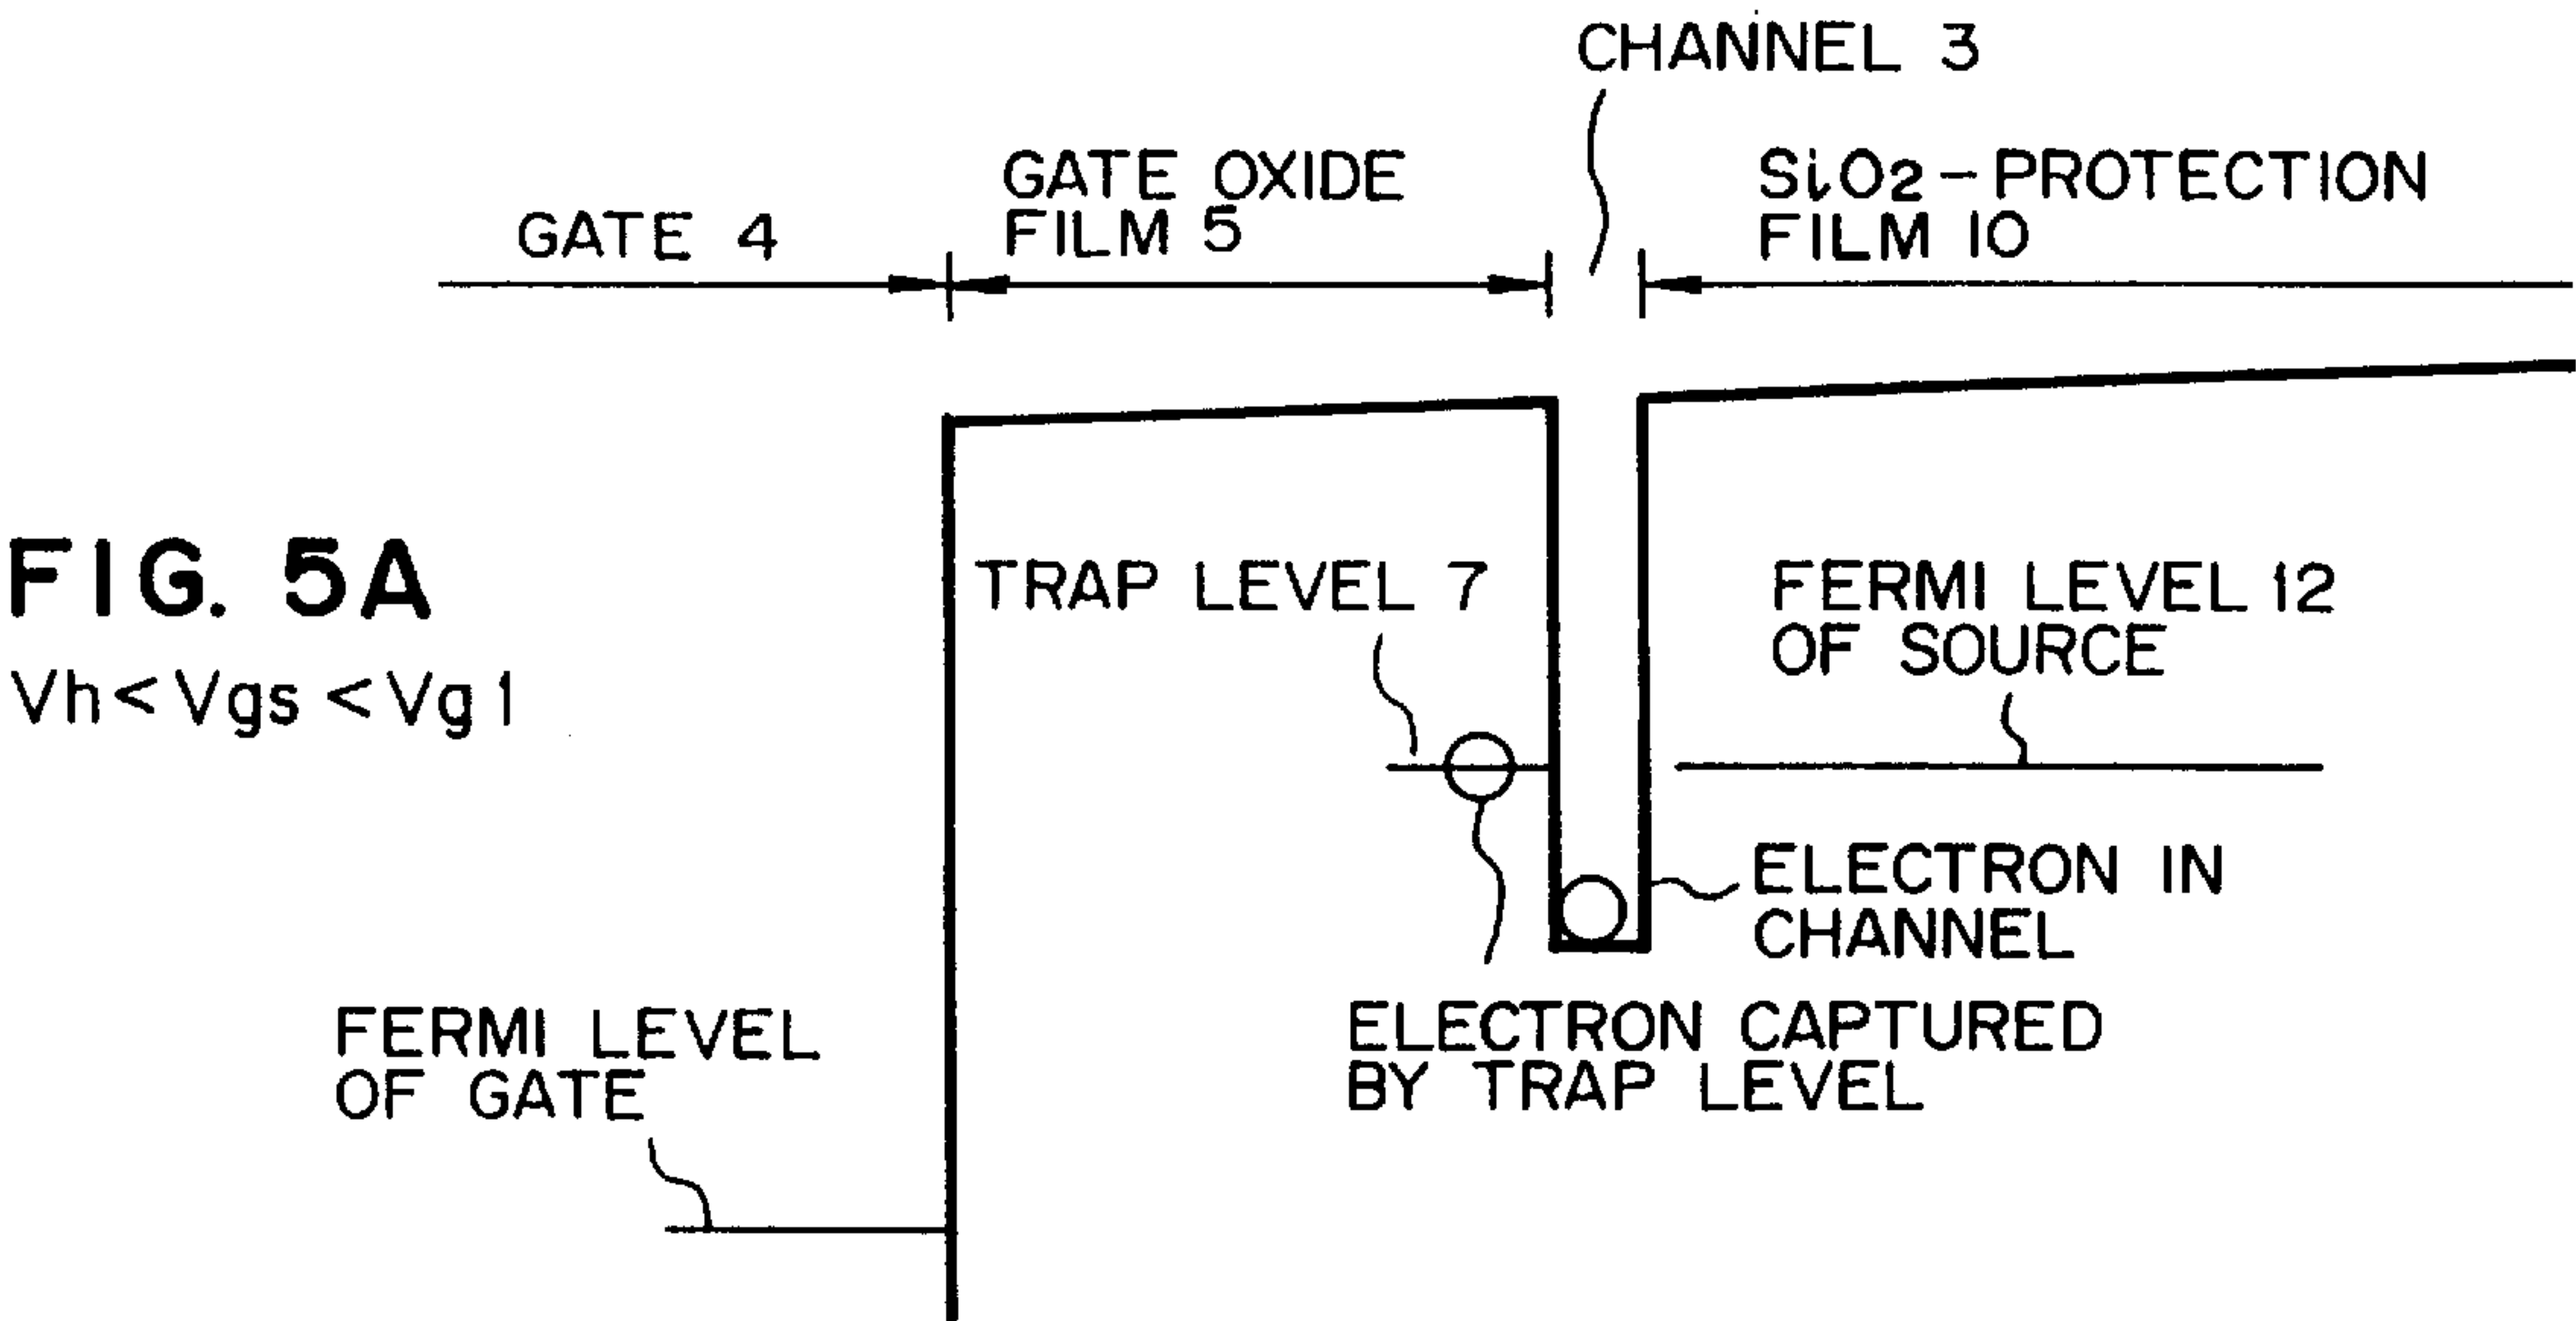 CHANNEL 3
GATE 4
GATE OXIDE
FILM 5
SiO2-PROTECTION
FILM 10
FIG. 5A
Vh < Vgs < Vg1
TRAP LEVEL 7
FERMI LEVEL 12
OF SOURCE
ELECTRON IN
CHANNEL
FERMI LEVEL
OF GATE
ELECTRON CAPTURED
BY TRAP LEVEL